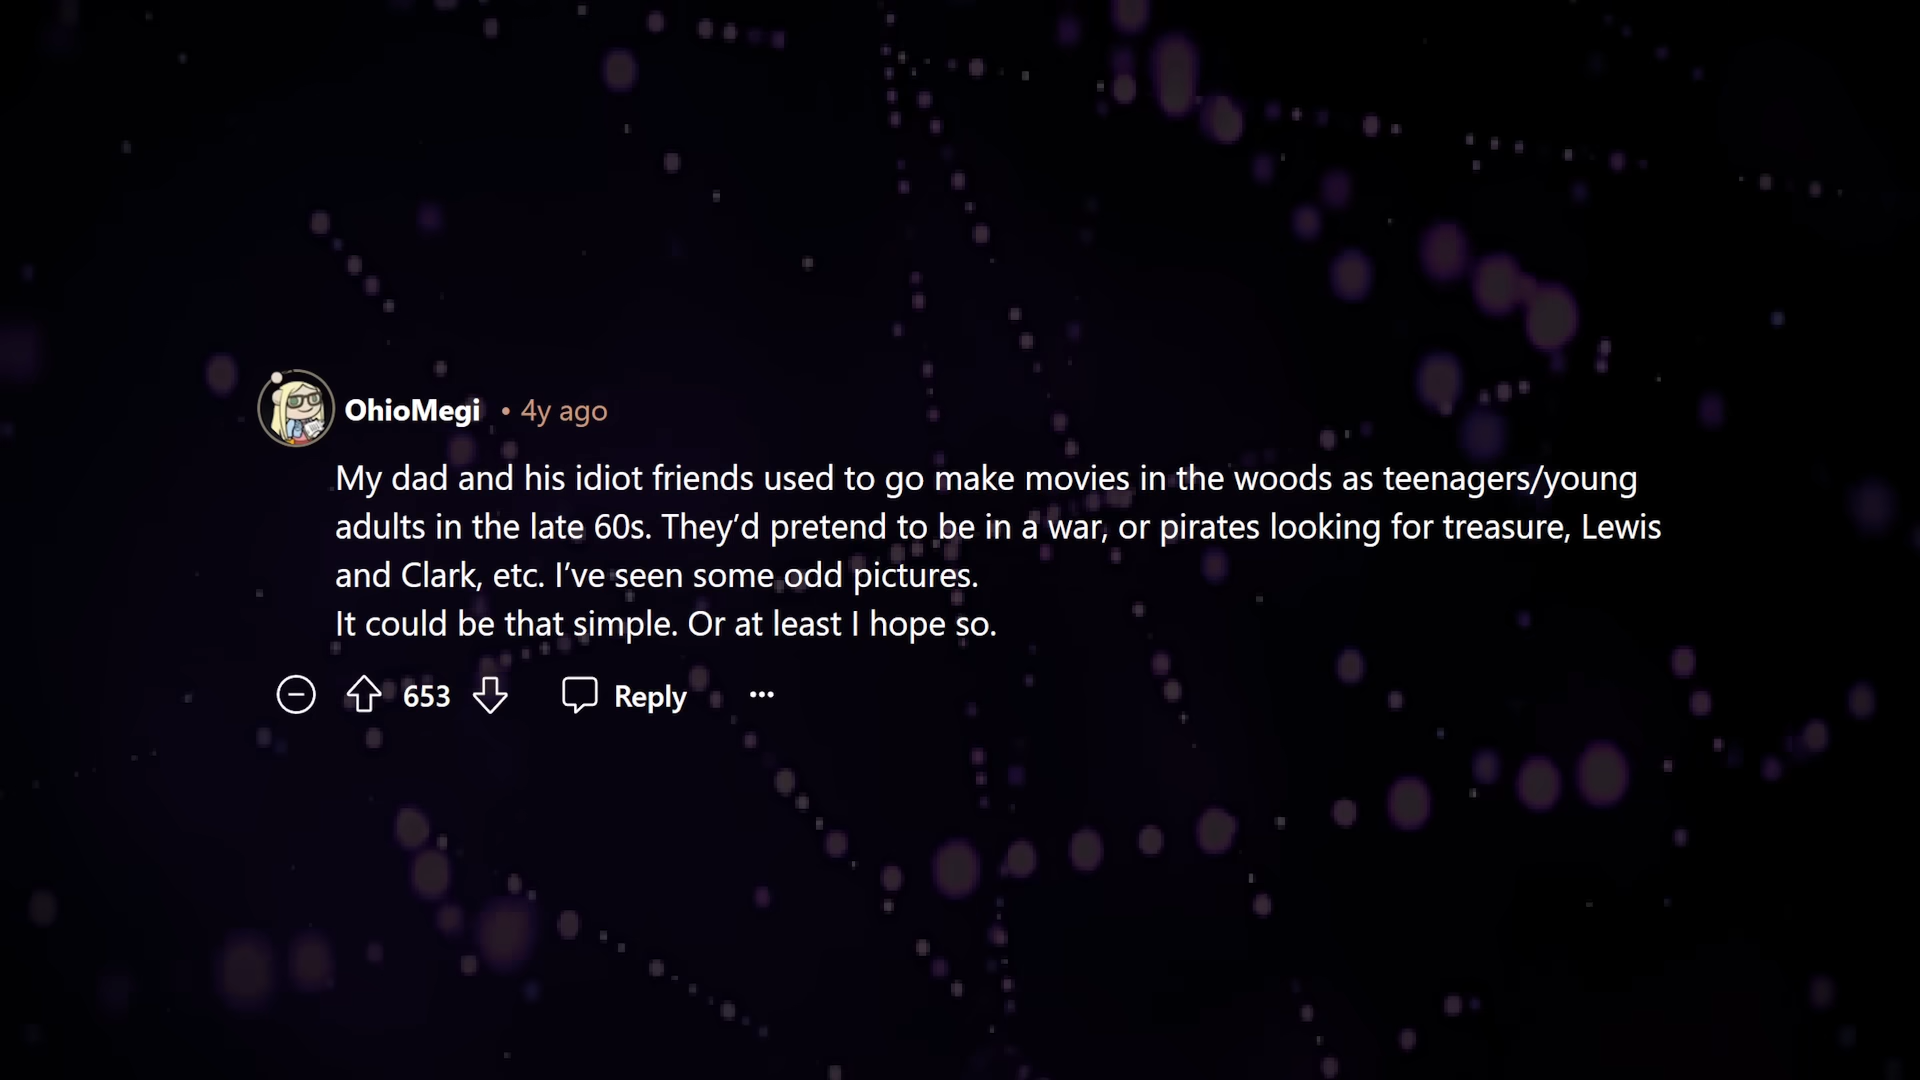 OhioMegi • 4y ago
My dad and his idiot friends used to go make movies in the woods as teenagers/young
adults in the late 60s. They’d pretend to be in a war, or pirates looking for treasure, Lewis
and Clark, etc. I’ve seen some odd pictures.
It could be that simple. Or at least I hope so.
653 Reply ...